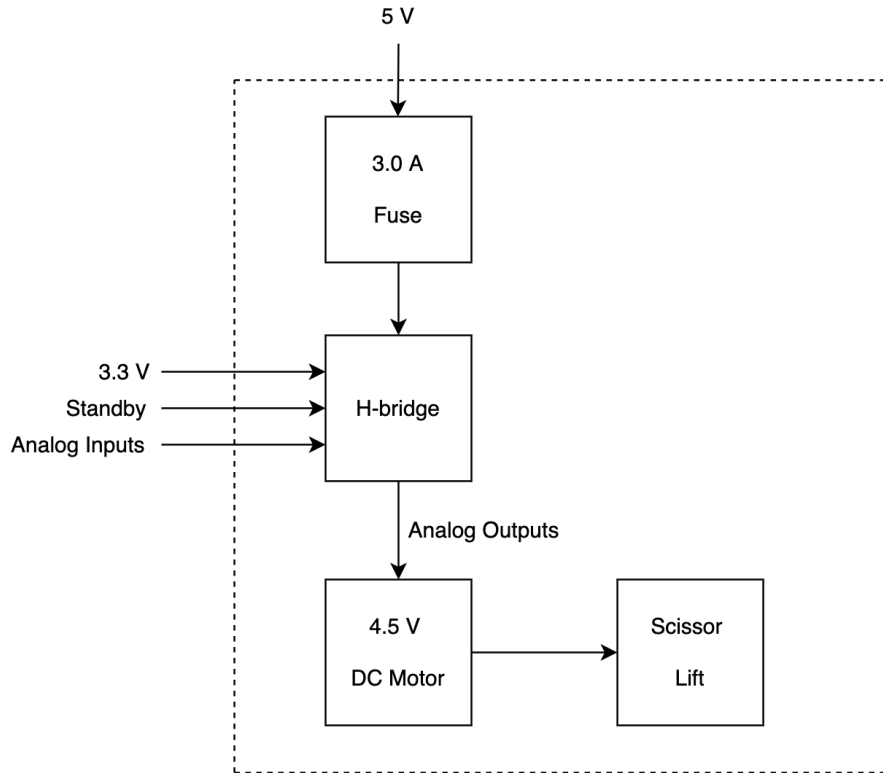 5 V
3.0 A
Fuse
3.3 V
Standby
Analog Inputs
H-bridge
Analog Outputs
4.5 V
DC Motor
Scissor
Lift